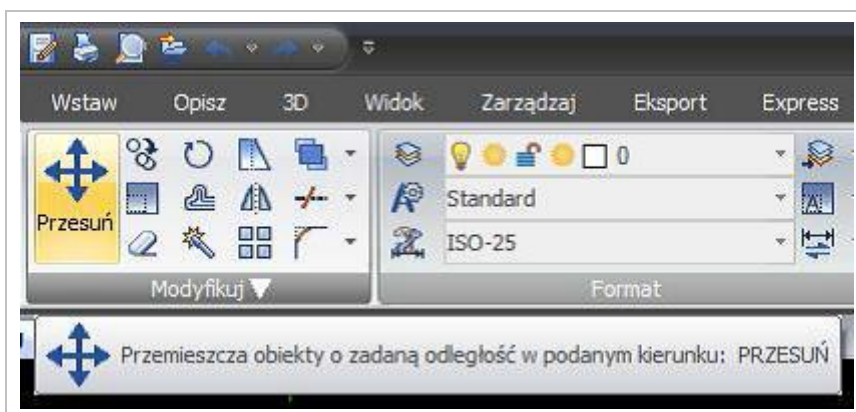 Wstaw Opisz 3D Widok Zarządzaj Eksport Express
0
Standard
Przesuń
ISO-25
Modyfikuj Format
Przemieszcza obiekty o zadaną odległość w podanym kierunku: PRZESUŃ